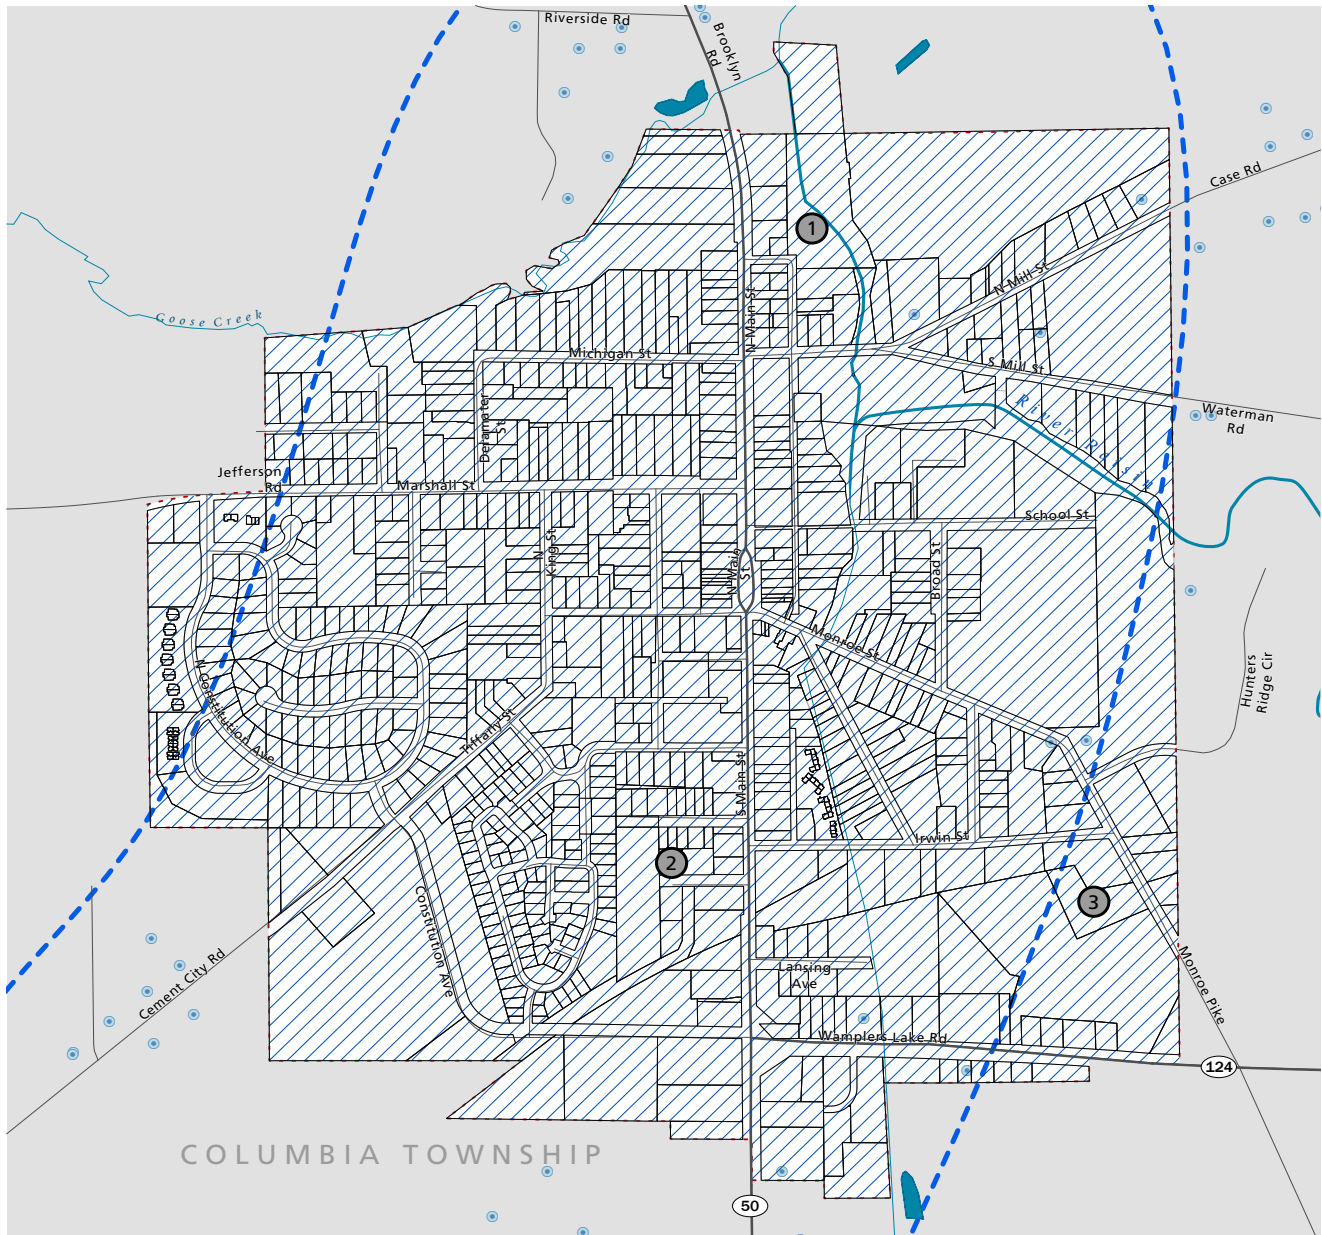 Riverside Rd
Brooklyn
Rd
Case Rd
1
N Mill St
Goose Creek
N Main St
Michigan St
S Mill St
River Raisin
Waterman
Rd
Delamater
St
Jefferson
Rd
Marshall St
School St
N
King St
N Main
St
Broad St
Monroe St
Hunters
Ridge Cir
N Constitution Ave
Tiffany St
S Main St
Irwin St
2
3
Constitution Ave
Cement City Rd
Lansing
Ave
Monroe Pike
Wamplers Lake Rd
124
COLUMBIA TOWNSHIP
50